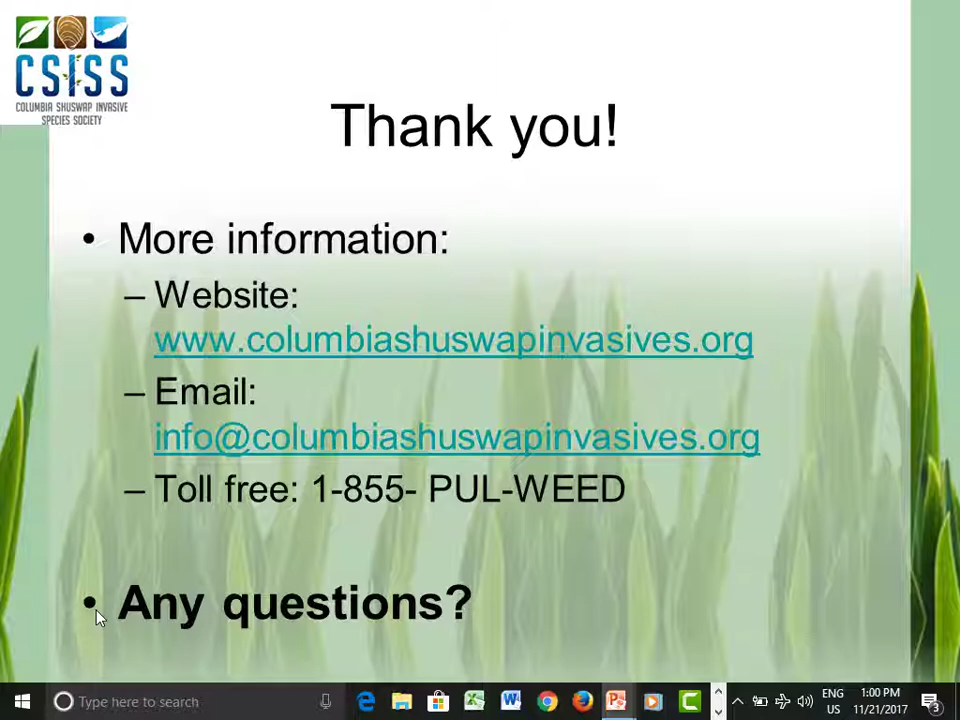 CSISS
COLUMBIA SHUSWAP INVASIVE
SPECIES SOCIETY
Thank you!
• More information:
– Website:
www.columbiashuswapinvasives.org
– Email:
info@columbiashuswapinvasives.org
– Toll free: 1-855- PUL-WEED
• Any questions?
Type here to search
ENG
US
1:00 PM
11/21/2017
3